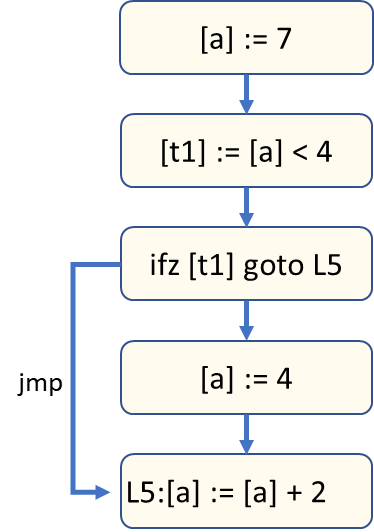 [a] := 7
[t1] := [a] < 4
ifz [t1] goto L5
[a] := 4
jmp
L5:[a] := [a] + 2